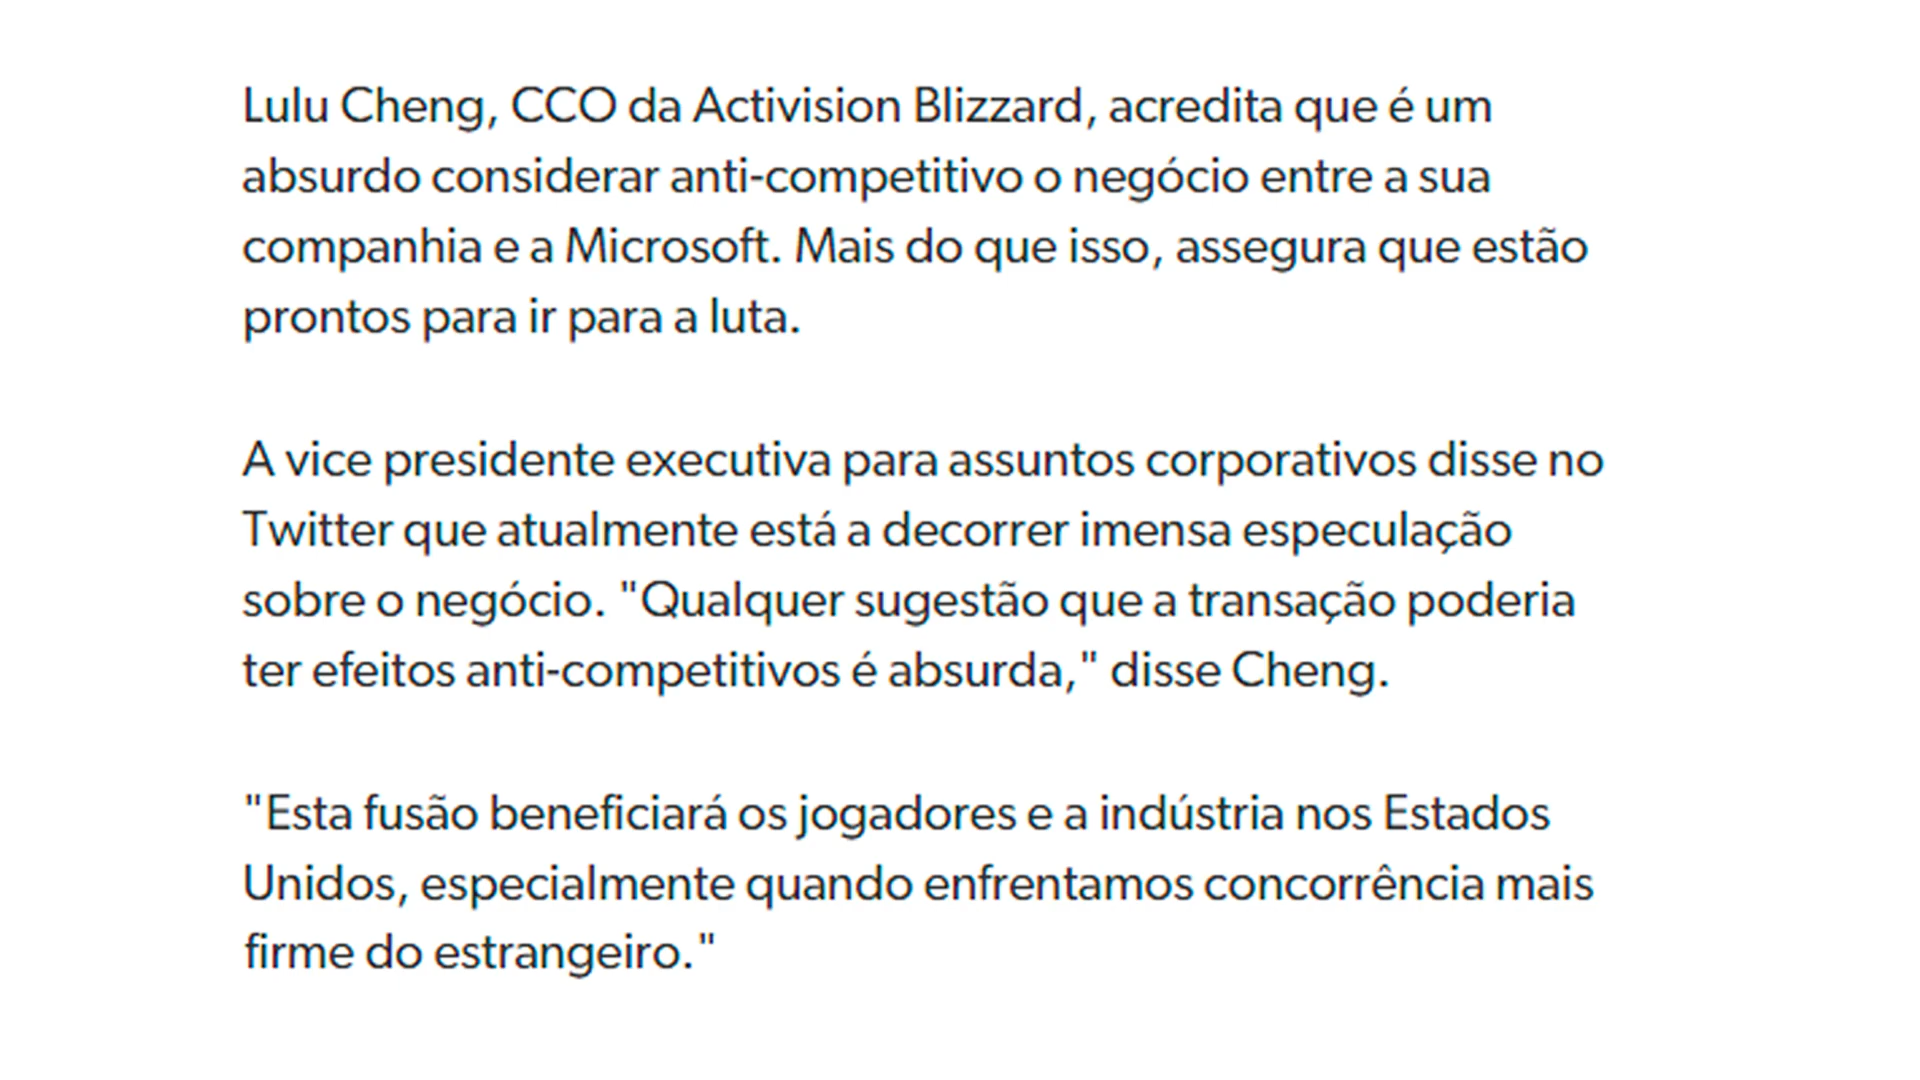 Lulu Cheng, CCO da Activision Blizzard, acredita que é um
absurdo considerar anti-competitivo o negócio entre a sua
companhia e a Microsoft. Mais do que isso, assegura que estão
prontos para ir para a luta.
A vice presidente executiva para assuntos corporativos disse no
Twitter que atualmente está a decorrer imensa especulação
sobre o negócio. "Qualquer sugestão que a transação poderia
ter efeitos anti-competitivos é absurda," disse Cheng.
"Esta fusão beneficiará os jogadores e a indústria nos Estados
Unidos, especialmente quando enfrentamos concorrência mais
firme do estrangeiro."